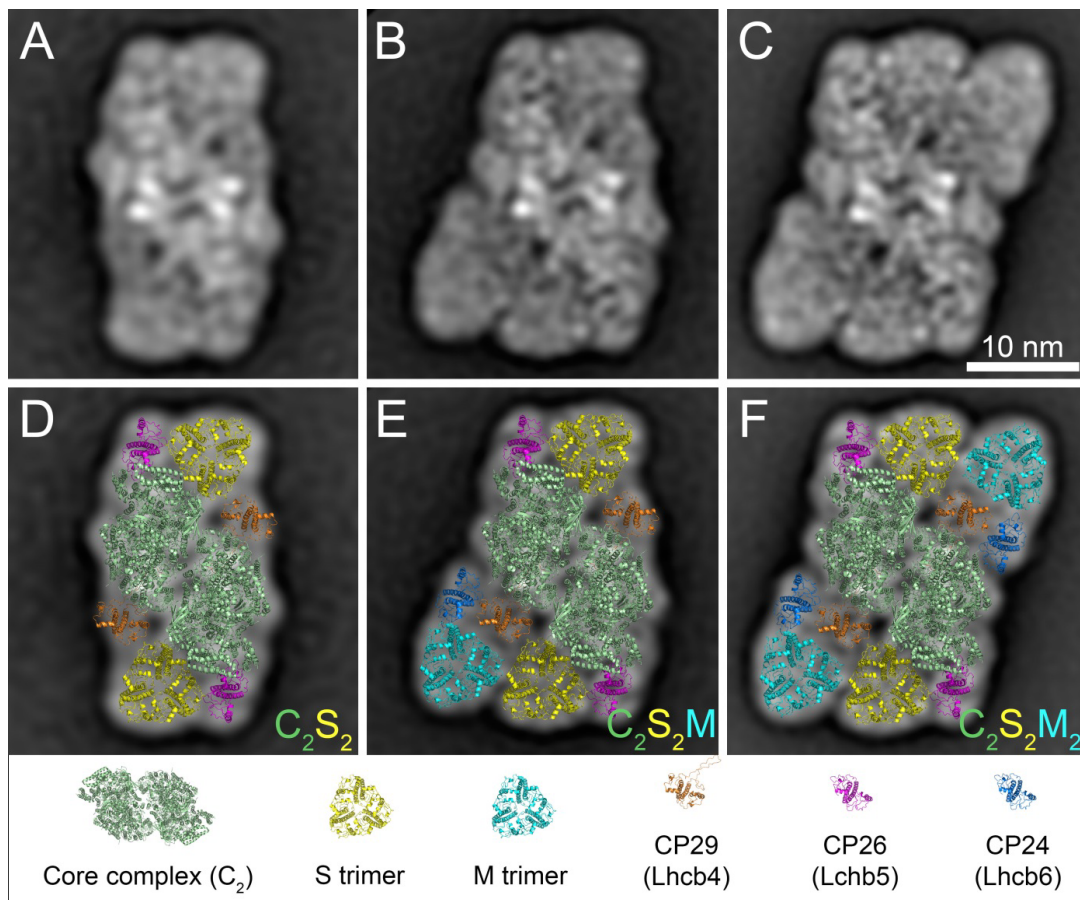 A
B
C
10 nm
D
E
F
C₂S₂
C₂S₂M
C₂S₂M₂
Core complex (C₂)
S trimer
M trimer
CP29
(Lhcb4)
CP26
(Lchb5)
CP24
(Lhcb6)